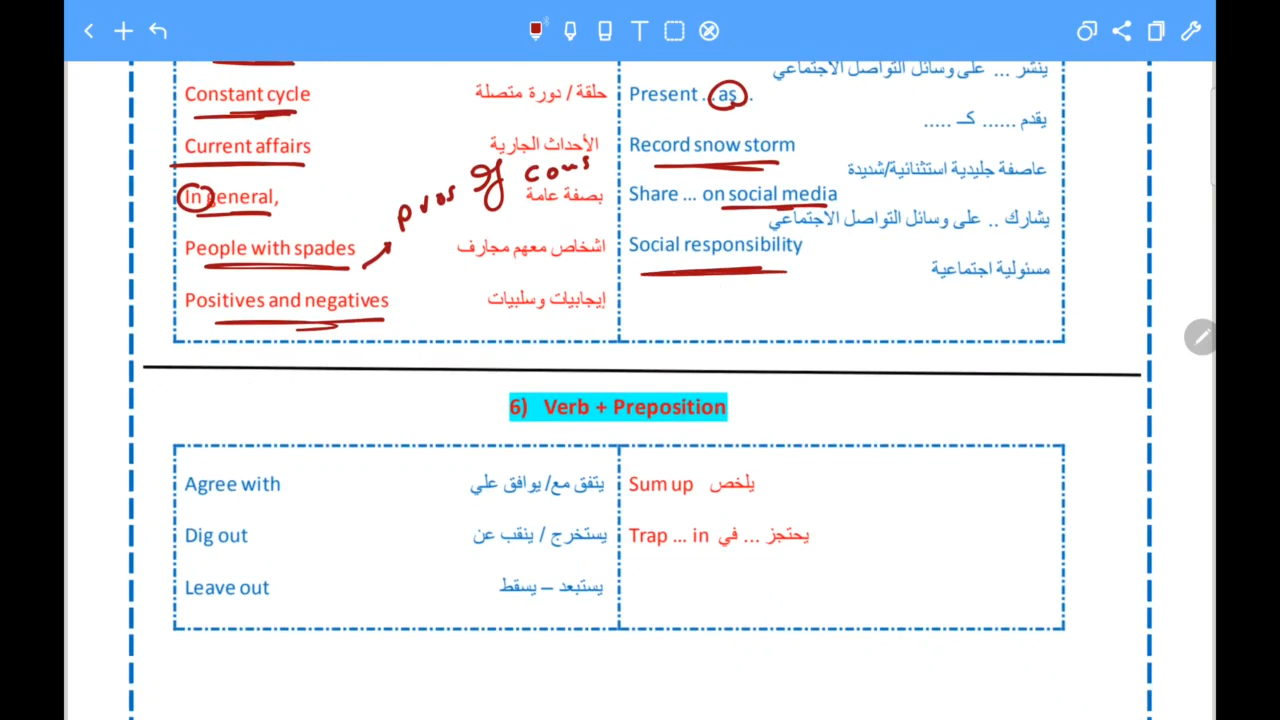 ينشر ... على وسائل التواصل الاجتماعي
Constant cycle حلقة / دورة متصلة
Present ... as .
يقدم ...... كـ .....
Current affairs الأحداث الجارية
Record snow storm
عاصفة جليدية استثنائية/شديدة
pros & cons
In general, بصفة عامة
Share ... on social media
يشارك .. على وسائل التواصل الاجتماعي
People with spades اشخاص معهم مجارف
Social responsibility
مسئولية اجتماعية
Positives and negatives إيجابيات وسلبيات
6) Verb + Preposition
Agree with يتفق مع/ يوافق علي
Dig out يستخرج / ينقب عن
Leave out يستبعد – يسقط
Sum up يلخص
Trap ... in يحتجز ... في